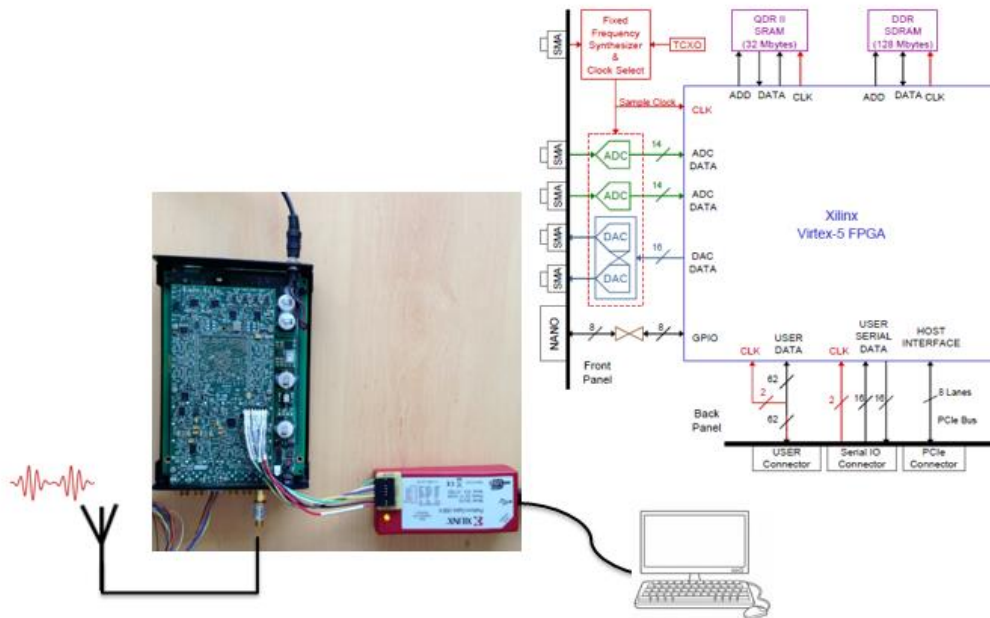 Fixed
Frequency
Synthesizer
&
Clock Select
TCXO
QDR II
SRAM
(32 Mbytes)
DDR
SDRAM
(128 Mbytes)
SMA
ADD DATA CLK
ADD DATA CLK
Sample Clock
CLK
SMA
ADC
14
ADC
DATA
SMA
ADC
14
ADC
DATA
Xilinx
Virtex-5 FPGA
SMA
DAC
16
DAC
DATA
SMA
DAC
NANO
8
8
GPIO
Front
Panel
CLK
USER
DATA
CLK
USER
SERIAL
DATA
HOST
INTERFACE
62
2
62
2
16
16
8 Lanes
PCIe Bus
Back
Panel
USER
Connector
Serial IO
Connector
PCIe
Connector
XILINX